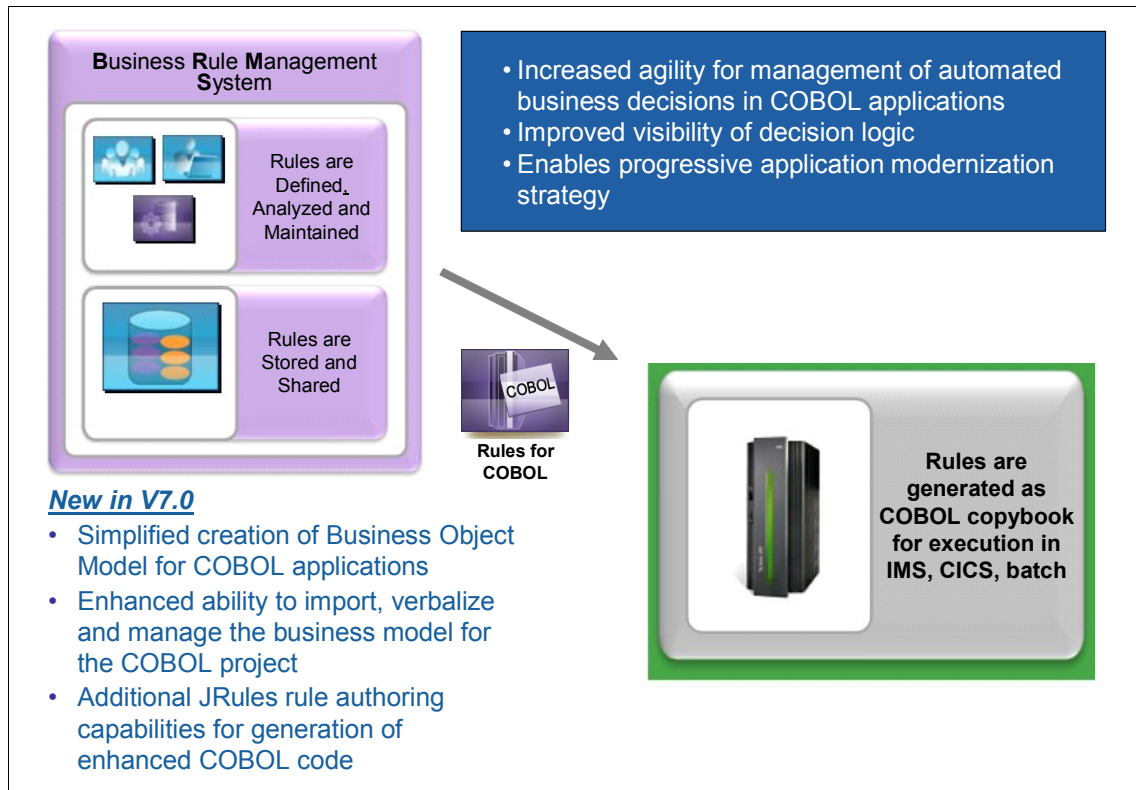 Business Rule Management
System
Rules are
Defined,
Analyzed and
Maintained
Rules are
Stored and
Shared
• Increased agility for management of automated
business decisions in COBOL applications
• Improved visibility of decision logic
• Enables progressive application modernization
strategy
COBOL
Rules for
COBOL
Rules are
generated as
COBOL copybook
for execution in
IMS, CICS, batch
New in V7.0
• Simplified creation of Business Object
Model for COBOL applications
• Enhanced ability to import, verbalize
and manage the business model for
the COBOL project
• Additional JRules rule authoring
capabilities for generation of
enhanced COBOL code